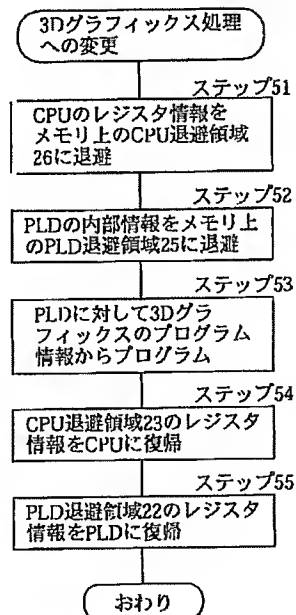 3Dグラフィックス処理
への変更
ステップ51
CPUのレジスタ情報を
メモリ上のCPU退避領域
26に退避
ステップ52
PLDの内部情報をメモリ上
のPLD退避領域25に退避
ステップ53
PLDに対して3Dグラ
フィックスのプログラム
情報からプログラム
ステップ54
CPU退避領域23のレジスタ
情報をCPUに復帰
ステップ55
PLD退避領域22のレジスタ
情報をPLDに復帰
おわり